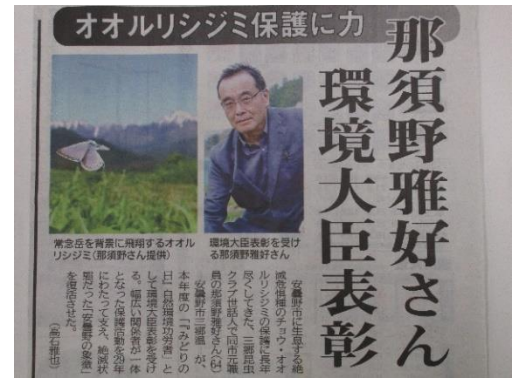 オオルリシジミ保護に力
那須野雅好さん
環境大臣表彰
常念岳を背景に飛翔するオオル
リシジミ(那須野さん提供)
環境大臣表彰を受け
る那須野雅好さん
安曇野市に生息する絶
滅危惧種のチョウ・オオ
ルリシジミの保護に長年
尽くしてきた、三郷昆虫
クラブ世話人で同市元職
員の那須野雅好さん(64)
=安曇野市三郷温=が、
本年度の「『みどりの
日』自然環境功労者」と
して環境大臣表彰を受け
る。幅広い関係者が一体
となった保護活動を29年
にわたって支え、絶滅状
態だった「安曇野の象徴」
を復活させた。
(高石雅也)